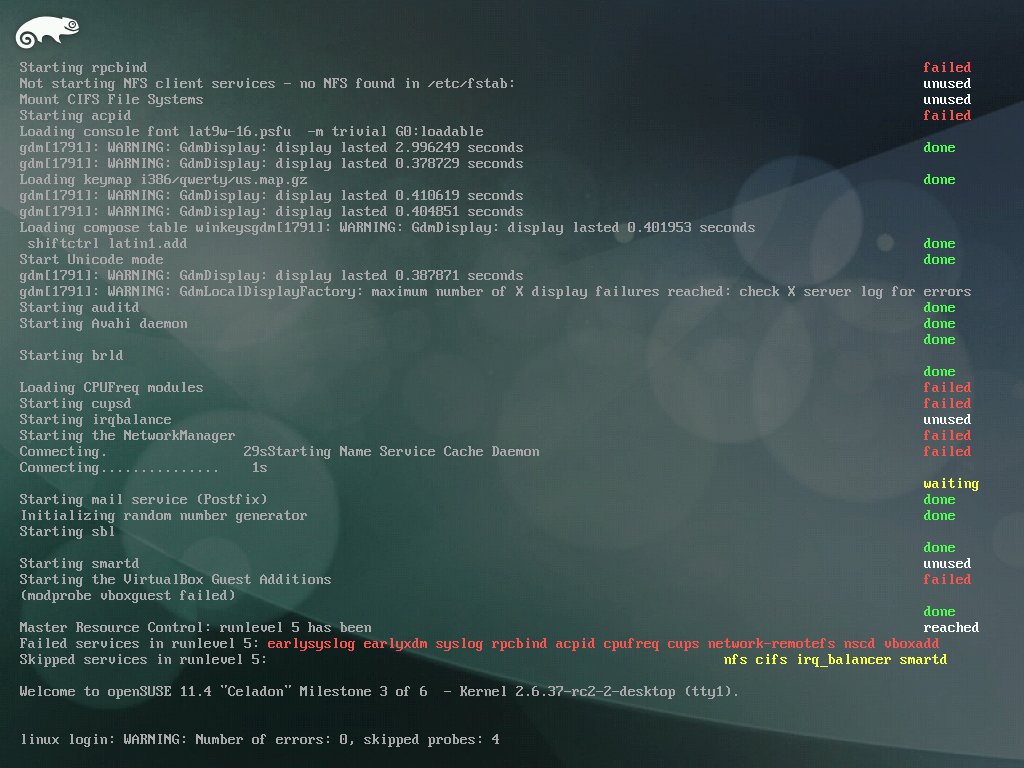 Starting rpcbind failed
Not starting NFS client services - no NFS found in /etc/fstab: unused
Mount CIFS File Systems unused
Starting acpid failed
Loading console font lat9w-16.psfu  -m trivial G0:loadable
gdm[1791]: WARNING: GdmDisplay: display lasted 2.996249 seconds done
gdm[1791]: WARNING: GdmDisplay: display lasted 0.378729 seconds
Loading keymap i386/qwerty/us.map.gz done
gdm[1791]: WARNING: GdmDisplay: display lasted 0.410619 seconds
gdm[1791]: WARNING: GdmDisplay: display lasted 0.404851 seconds
Loading compose table winkeysgdm[1791]: WARNING: GdmDisplay: display lasted 0.401953 seconds
shiftctrl latin1.add done
Start Unicode mode done
gdm[1791]: WARNING: GdmDisplay: display lasted 0.387871 seconds
gdm[1791]: WARNING: GdmLocalDisplayFactory: maximum number of X display failures reached: check X server log for errors
Starting auditd done
Starting Avahi daemon done
done
Starting brld
done
Loading CPUFreq modules failed
Starting cupsd failed
Starting irqbalance unused
Starting the NetworkManager failed
Connecting. 29sStarting Name Service Cache Daemon failed
Connecting............... 1s
waiting
Starting mail service (Postfix) done
Initializing random number generator done
Starting sbl
done
Starting smartd unused
Starting the VirtualBox Guest Additions failed
(modprobe vboxguest failed)
done
Master Resource Control: runlevel 5 has been reached
Failed services in runlevel 5: earlysyslog earlyxdm syslog rpcbind acpid cpufreq cups network-remotefs nscd vboxadd
Skipped services in runlevel 5: nfs cifs irq_balancer smartd
Welcome to openSUSE 11.4 "Celadon" Milestone 3 of 6  - Kernel 2.6.37-rc2-2-desktop (tty1).
linux login: WARNING: Number of errors: 0, skipped probes: 4